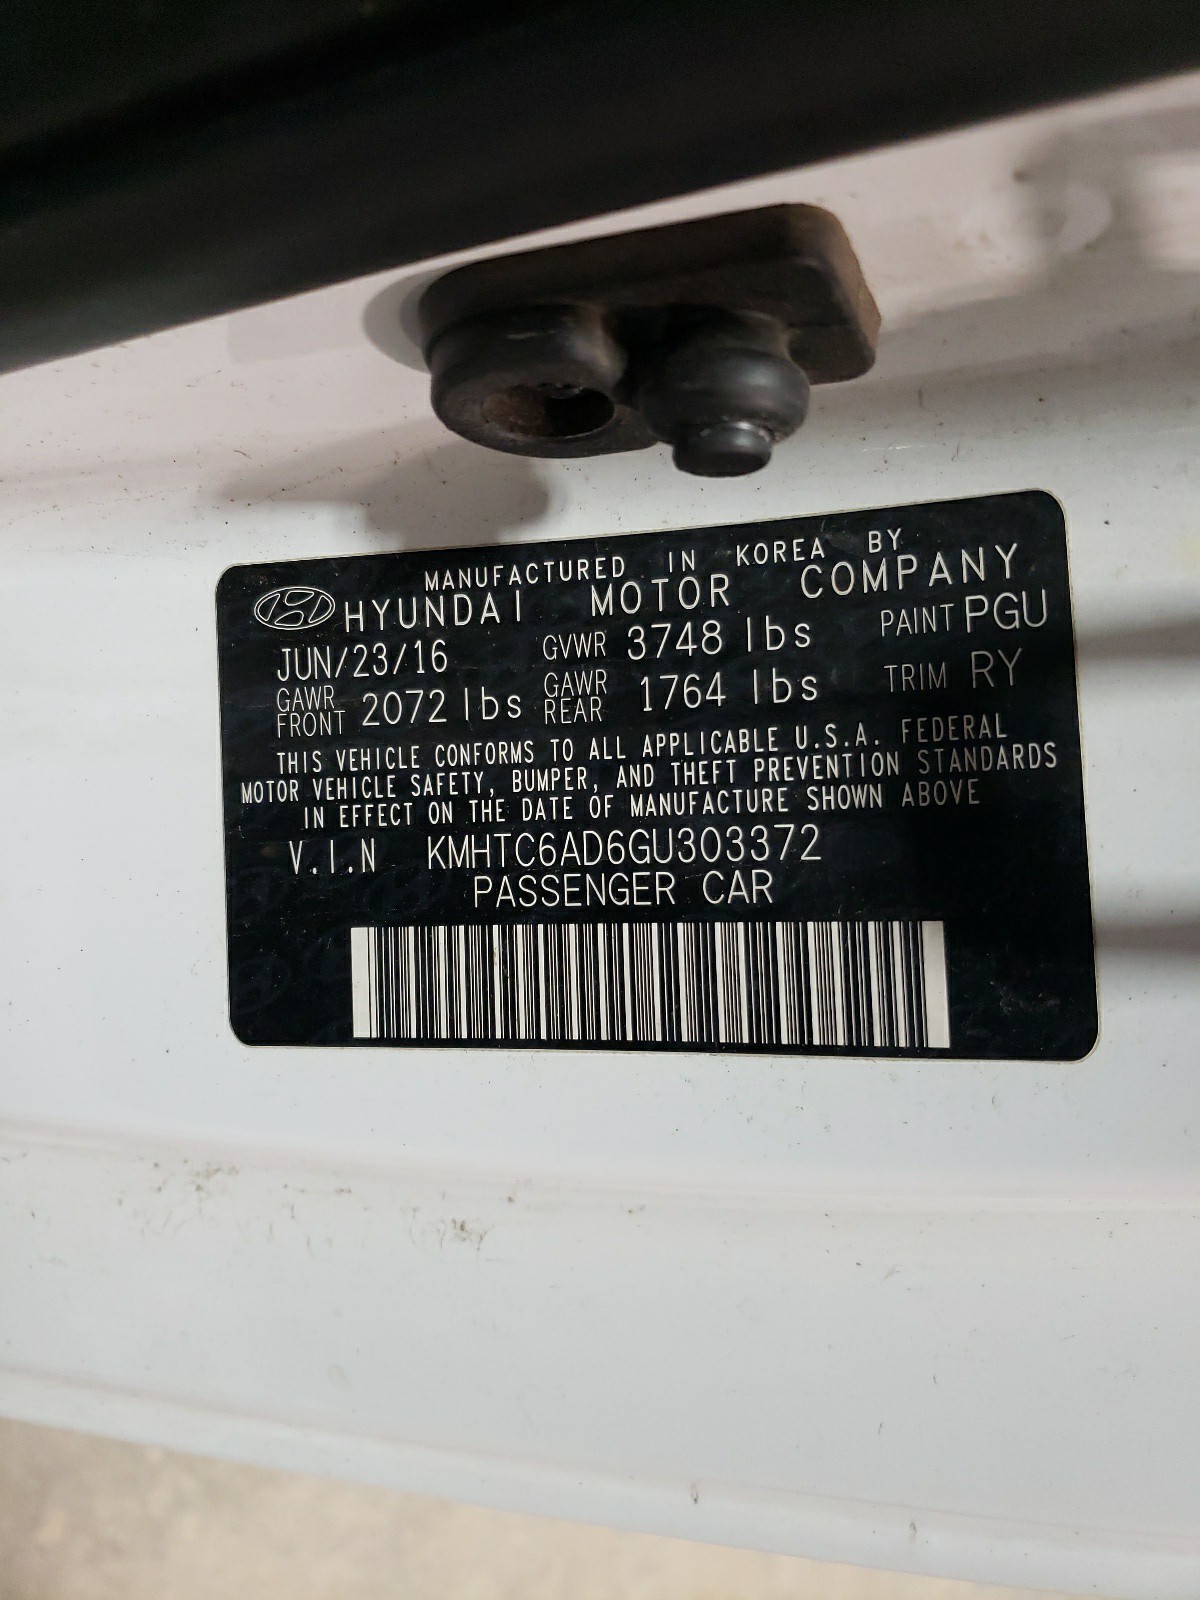 MANUFACTURED IN KOREA BY
HYUNDAI MOTOR COMPANY
JUN/23/16 GVWR 3748 lbs PAINT PGU
GAWR FRONT 2072 lbs GAWR REAR 1764 lbs TRIM RY
THIS VEHICLE CONFORMS TO ALL APPLICABLE U.S.A. FEDERAL
MOTOR VEHICLE SAFETY, BUMPER, AND THEFT PREVENTION STANDARDS
IN EFFECT ON THE DATE OF MANUFACTURE SHOWN ABOVE
V.I.N KMHTC6AD6GU303372
PASSENGER CAR